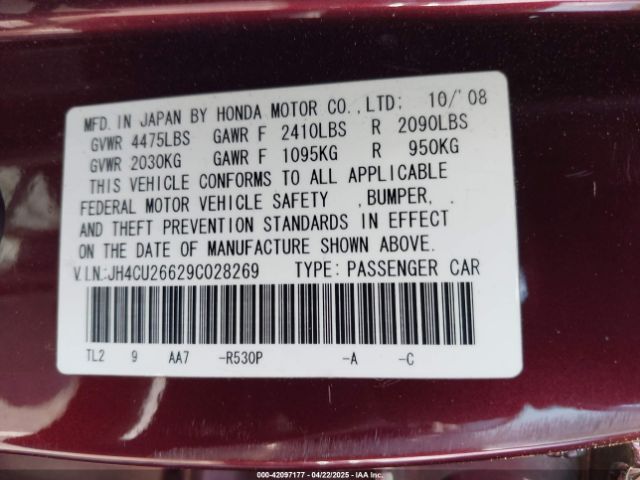 MFD. IN JAPAN BY HONDA MOTOR CO., LTD; 10/'08
GVWR 4475LBS GAWR F 2410LBS R 2090LBS
GVWR 2030KG GAWR F 1095KG R 950KG
THIS VEHICLE CONFORMS TO ALL APPLICABLE
FEDERAL MOTOR VEHICLE SAFETY , BUMPER, .
AND THEFT PREVENTION STANDARDS IN EFFECT
ON THE DATE OF MANUFACTURE SHOWN ABOVE.
V.IN:JH4CU26629C028269 TYPE: PASSENGER CAR
TL2 9 AA7 -R530P -A -C
00-42097177 - 04/22/2025 - IAA Inc.